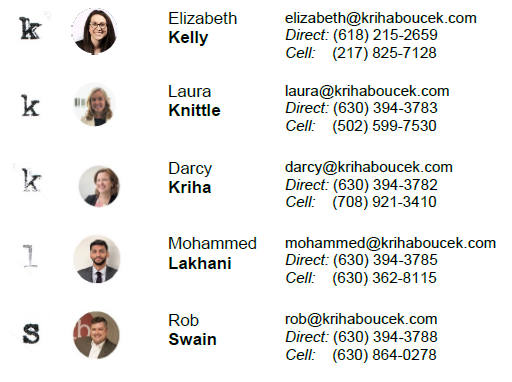 k
Elizabeth
Kelly
elizabeth@krihaboucek.com
Direct: (618) 215-2659
Cell: (217) 825-7128
k
Laura
Knittle
laura@krihaboucek.com
Direct: (630) 394-3783
Cell: (502) 599-7530
k
Darcy
Kriha
darcy@krihaboucek.com
Direct: (630) 394-3782
Cell: (708) 921-3410
l
Mohammed
Lakhani
mohammed@krihaboucek.com
Direct: (630) 394-3785
Cell: (630) 362-8115
s
Rob
Swain
rob@krihaboucek.com
Direct: (630) 394-3788
Cell: (630) 864-0278